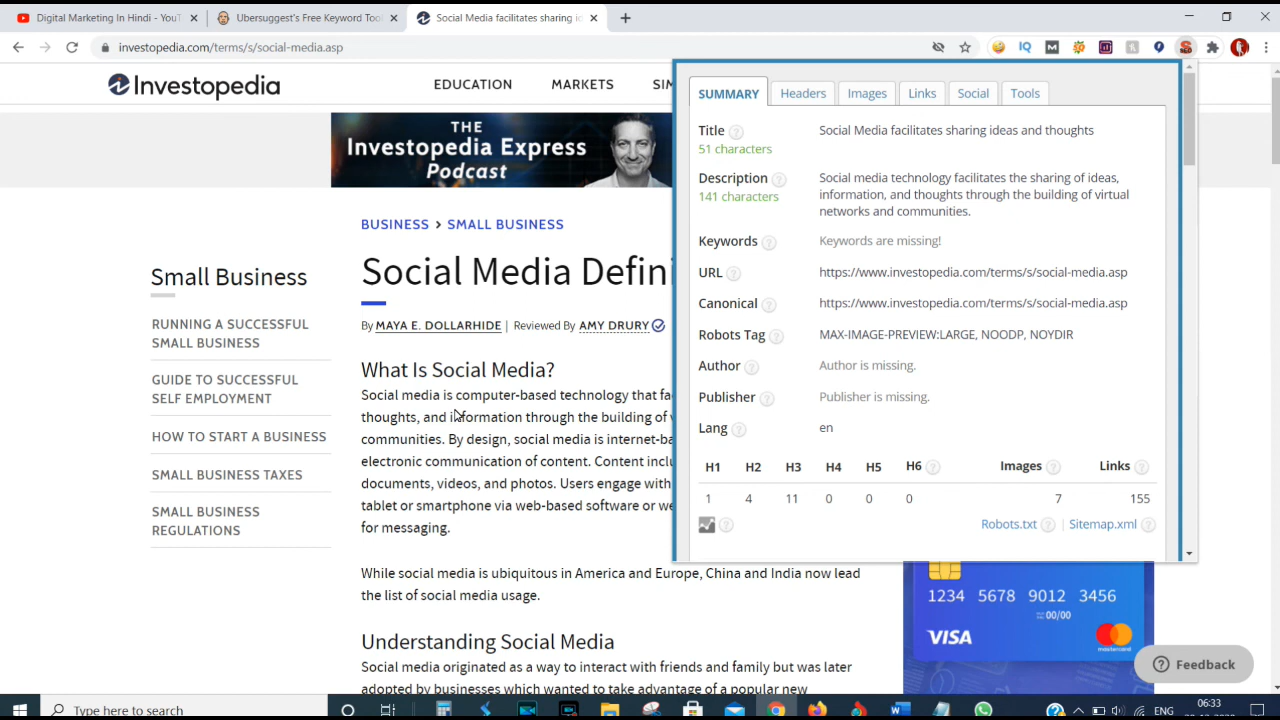 Digital Marketing In Hindi - YouT
Ubersuggest's Free Keyword Too
Social Media facilitates sharing i
investopedia.com/terms/s/social-media.asp
Investopedia
EDUCATION
MARKETS
SIM
THE
Investopedia Express
Podcast
BUSINESS > SMALL BUSINESS
Small Business
RUNNING A SUCCESSFUL
SMALL BUSINESS
GUIDE TO SUCCESSFUL
SELF EMPLOYMENT
HOW TO START A BUSINESS
SMALL BUSINESS TAXES
SMALL BUSINESS
REGULATIONS
Social Media Defini
By MAYA E. DOLLARHIDE | Reviewed By AMY DRURY
What Is Social Media?
Social media is computer-based technology that fa
thoughts, and information through the building of v
communities. By design, social media is internet-ba
electronic communication of content. Content inclu
documents, videos, and photos. Users engage with
tablet or smartphone via web-based software or we
for messaging.
While social media is ubiquitous in America and Europe, China and India now lead
the list of social media usage.
Understanding Social Media
Social media originated as a way to interact with friends and family but was later
adopted by businesses which wanted to take advantage of a popular new
SUMMARY
Headers
Images
Links
Social
Tools
Title ? Social Media facilitates sharing ideas and thoughts
51 characters
Description ? Social media technology facilitates the sharing of ideas,
141 characters
information, and thoughts through the building of virtual
networks and communities.
Keywords ? Keywords are missing!
URL ? https://www.investopedia.com/terms/s/social-media.asp
Canonical ? https://www.investopedia.com/terms/s/social-media.asp
Robots Tag ? MAX-IMAGE-PREVIEW:LARGE, NOODP, NOYDIR
Author ? Author is missing.
Publisher ? Publisher is missing.
Lang ? en
H1 H2 H3 H4 H5 H6 ? Images ? Links ?
1 4 11 0 0 0 7 155
Robots.txt ? | Sitemap.xml ?
1234 5678 9012 3456
00/00
VISA
mastercard
Feedback
Type here to search
ENG
06:33